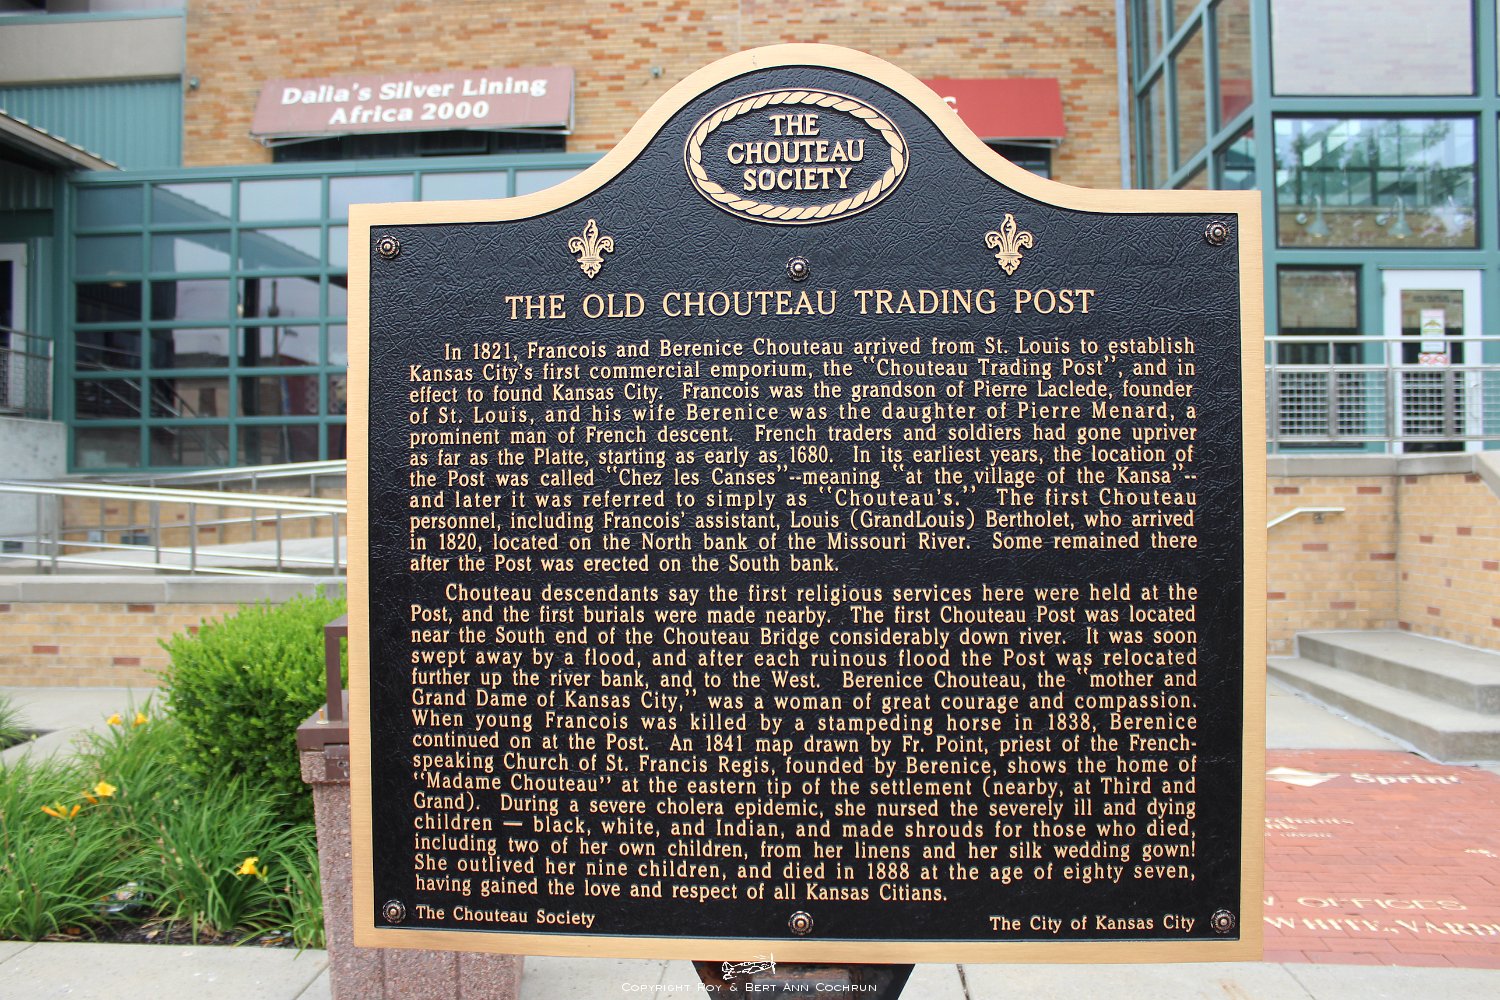 Dalia's Silver Lining
Africa 2000
THE
CHOUTEAU
SOCIETY
THE OLD CHOUTEAU TRADING POST
In 1821, Francois and Berenice Chouteau arrived from St. Louis to establish
Kansas City's first commercial emporium, the "Chouteau Trading Post", and in
effect to found Kansas City. Francois was the grandson of Pierre Laclede, founder
of St. Louis, and his wife Berenice was the daughter of Pierre Menard, a
prominent man of French descent. French traders and soldiers had gone upriver
as far as the Platte, starting as early as 1680. In its earliest years, the location of
the Post was called "Chez les Canses"--meaning "at the village of the Kansa"--
and later it was referred to simply as "Chouteau's." The first Chouteau
personnel, including Francois' assistant, Louis (GrandLouis) Bertholet, who arrived
in 1820, located on the North bank of the Missouri River. Some remained there
after the Post was erected on the South bank.
Chouteau descendants say the first religious services here were held at the
Post, and the first burials were made nearby. The first Chouteau Post was located
near the South end of the Chouteau Bridge considerably down river. It was soon
swept away by a flood, and after each ruinous flood the Post was relocated
further up the river bank, and to the West. Berenice Chouteau, the "mother and
Grand Dame of Kansas City," was a woman of great courage and compassion.
When young Francois was killed by a stampeding horse in 1838, Berenice
continued on at the Post. An 1841 map drawn by Fr. Point, priest of the French-
speaking Church of St. Francis Regis, founded by Berenice, shows the home of
"Madame Chouteau" at the eastern tip of the settlement (nearby, at Third and
Grand). During a severe cholera epidemic, she nursed the severely ill and dying
children — black, white, and Indian, and made shrouds for those who died,
including two of her own children, from her linens and her silk wedding gown!
She outlived her nine children, and died in 1888 at the age of eighty seven,
having gained the love and respect of all Kansas Citians.
The Chouteau Society
The City of Kansas City
Sprint
OFFICES
WHITE, VARDE
Copyright Roy & Bert Ann Cochrun